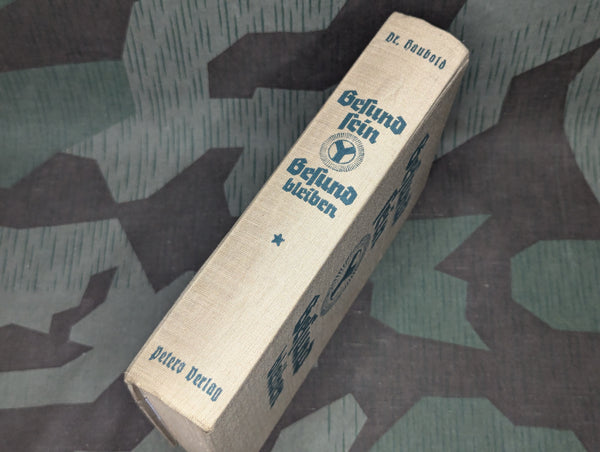 Dr. Haubold
Gesund
sein
Gesund
bleiben
Peters Verlag